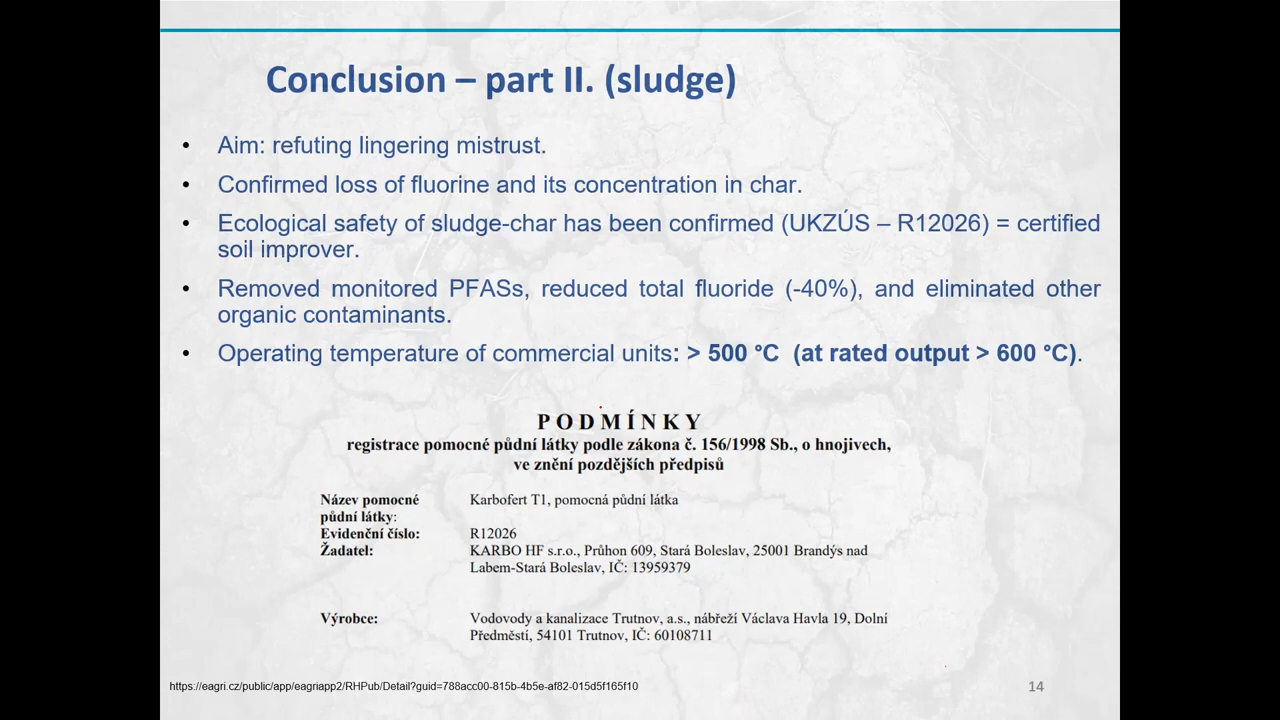 Conclusion – part II. (sludge)
• Aim: refuting lingering mistrust.
• Confirmed loss of fluorine and its concentration in char.
• Ecological safety of sludge-char has been confirmed (UKZÚS – R12026) = certified
soil improver.
• Removed monitored PFASs, reduced total fluoride (-40%), and eliminated other
organic contaminants.
• Operating temperature of commercial units: > 500 °C (at rated output > 600 °C).
PODMÍNKY
registrace pomocné půdní látky podle zákona č. 156/1998 Sb., o hnojivech,
ve znění pozdějších předpisů
Název pomocné Karbofert T1, pomocná půdní látka
půdní látky:
Evidenční číslo: R12026
Žadatel: KARBO HF s.r.o., Průhon 609, Stará Boleslav, 25001 Brandýs nad
Labem-Stará Boleslav, IČ: 13959379
Výrobce: Vodovody a kanalizace Trutnov, a.s., nábřeží Václava Havla 19, Dolní
Předměstí, 54101 Trutnov, IČ: 60108711
https://eagri.cz/public/app/eagriapp2/RHPub/Detail?guid=788acc00-815b-4b5e-af82-015d5f165f10
14